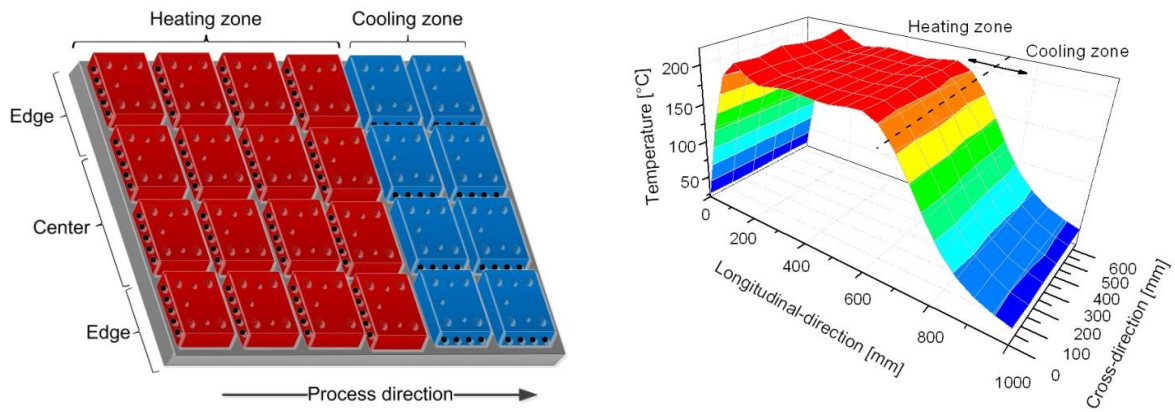 Heating zone
Cooling zone
Edge
Center
Edge
Process direction
Heating zone
Cooling zone
Temperature [°C]
200
150
100
50
0
200
400
600
800
1000
Longitudinal-direction [mm]
600
500
400
300
200
100
0
Cross-direction [mm]